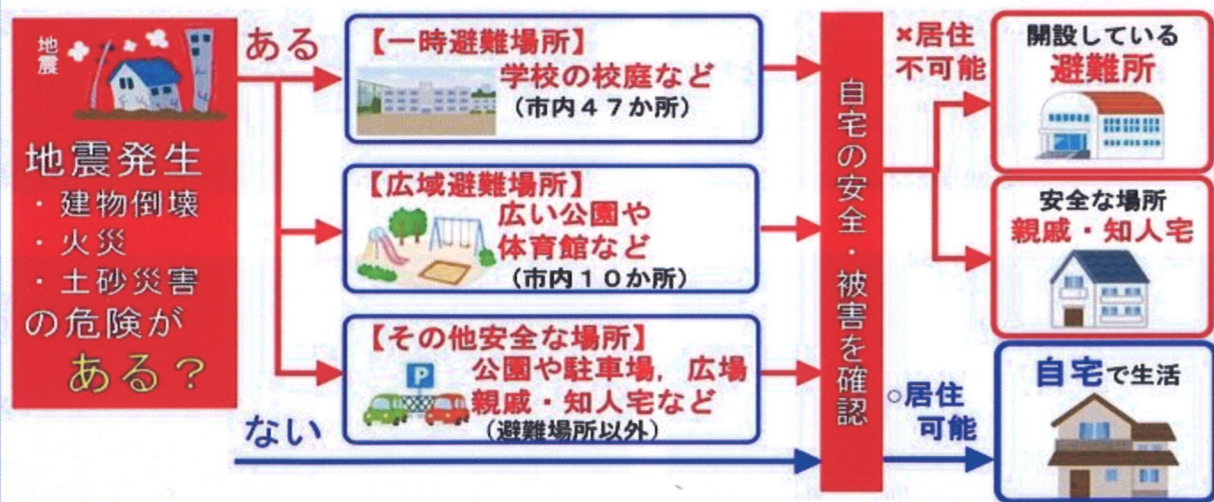 地震
地震発生
・建物倒壊
・火災
・土砂災害
の危険が
ある?
ある
ない
【一時避難場所】
学校の校庭など
(市内47か所)
【広域避難場所】
広い公園や
体育館など
(市内10か所)
【その他安全な場所】
P
公園や駐車場,広場
親戚・知人宅など
(避難場所以外)
自宅の安全・被害を確認
×居住
不可能
○居住
可能
開設している
避難所
安全な場所
親戚・知人宅
自宅で生活